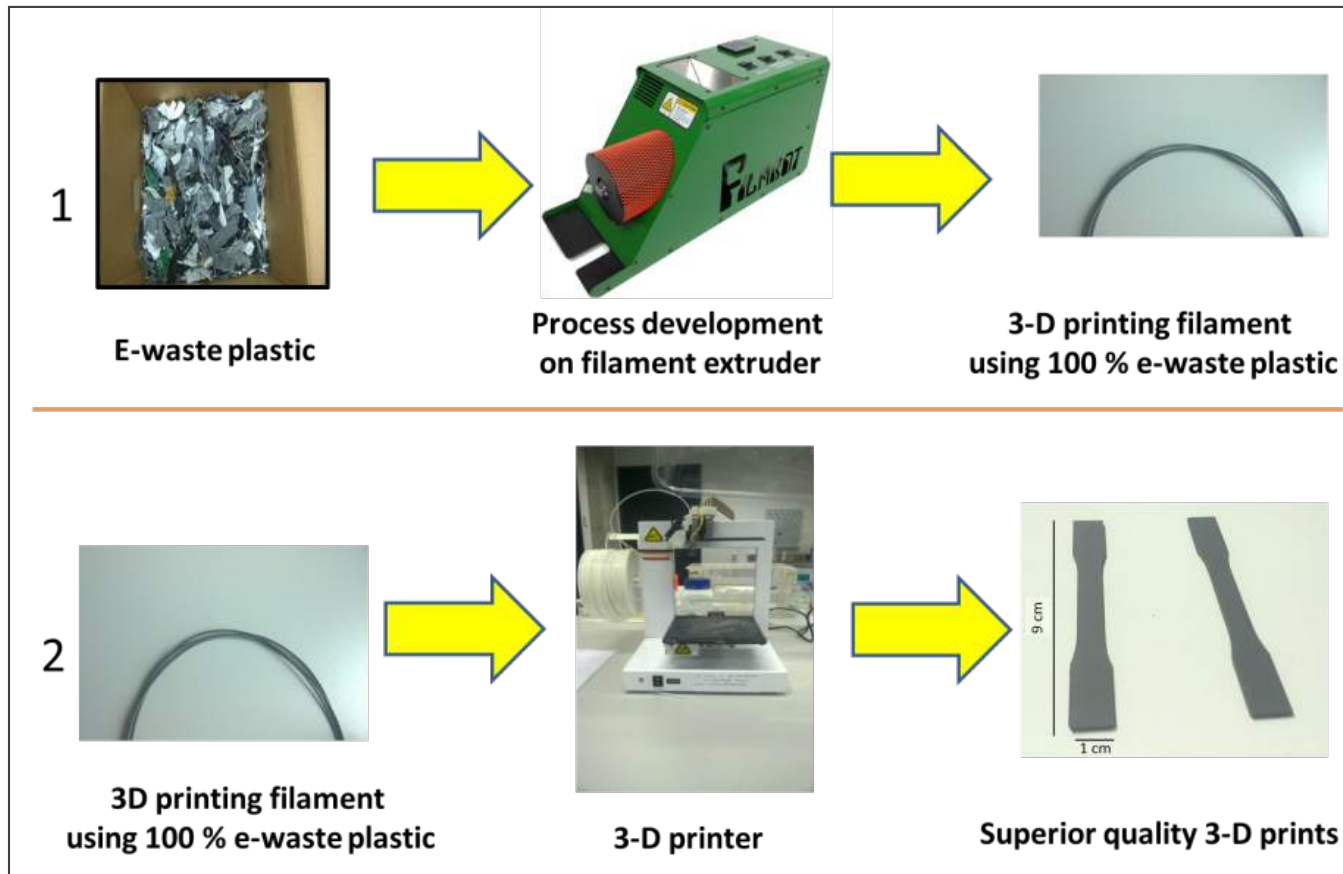 1
E-waste plastic
FiLABOT
Process development
on filament extruder
3-D printing filament
using 100 % e-waste plastic
2
3D printing filament
using 100 % e-waste plastic
3-D printer
9 cm
1 cm
Superior quality 3-D prints